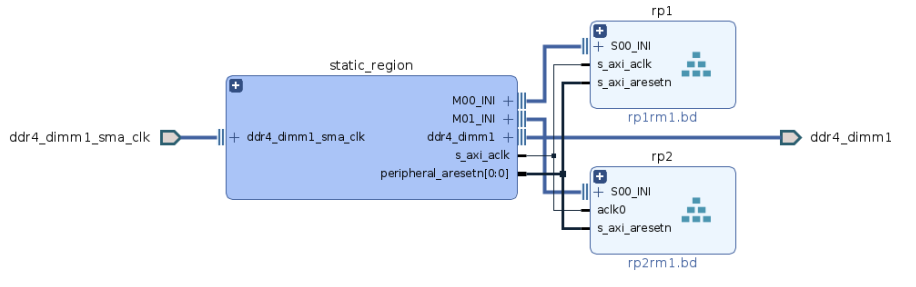 rp1
S00_INI
s_axi_aclk
s_axi_aresetn
rp1rm1.bd
static_region
M00_INI
M01_INI
ddr4_dimm1_sma_clk
ddr4_dimm1_sma_clk
ddr4_dimm1
ddr4_dimm1
s_axi_aclk
peripheral_aresetn[0:0]
rp2
S00_INI
aclk0
s_axi_aresetn
rp2rm1.bd